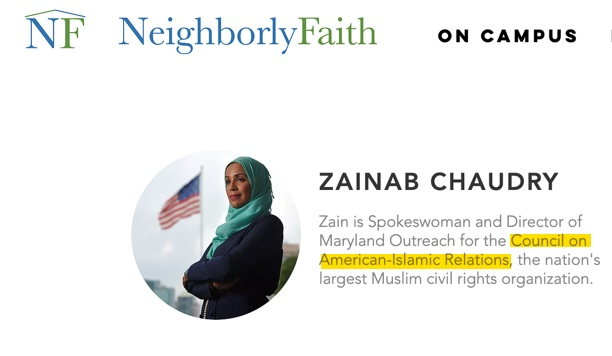 NF NeighborlyFaith ON CAMPUS
ZAINAB CHAUDRY
Zain is Spokeswoman and Director of
Maryland Outreach for the Council on
American-Islamic Relations, the nation's
largest Muslim civil rights organization.